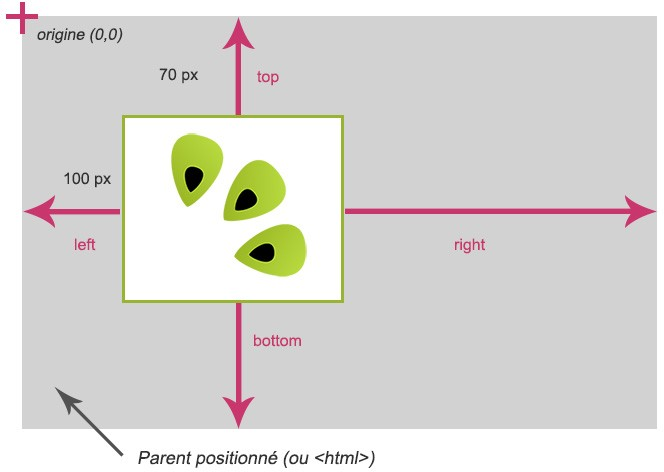 origine (0,0)
70 px
top
100 px
left
right
bottom
Parent positionné (ou <html>)